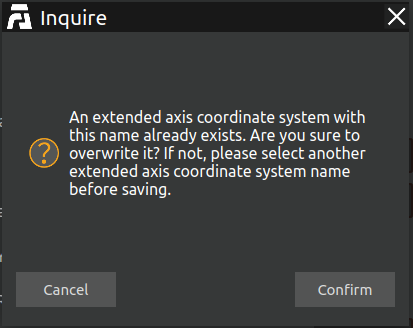 Inquire
An extended axis coordinate system with
this name already exists. Are you sure to
overwrite it? If not, please select another
extended axis coordinate system name
before saving.
Cancel
Confirm